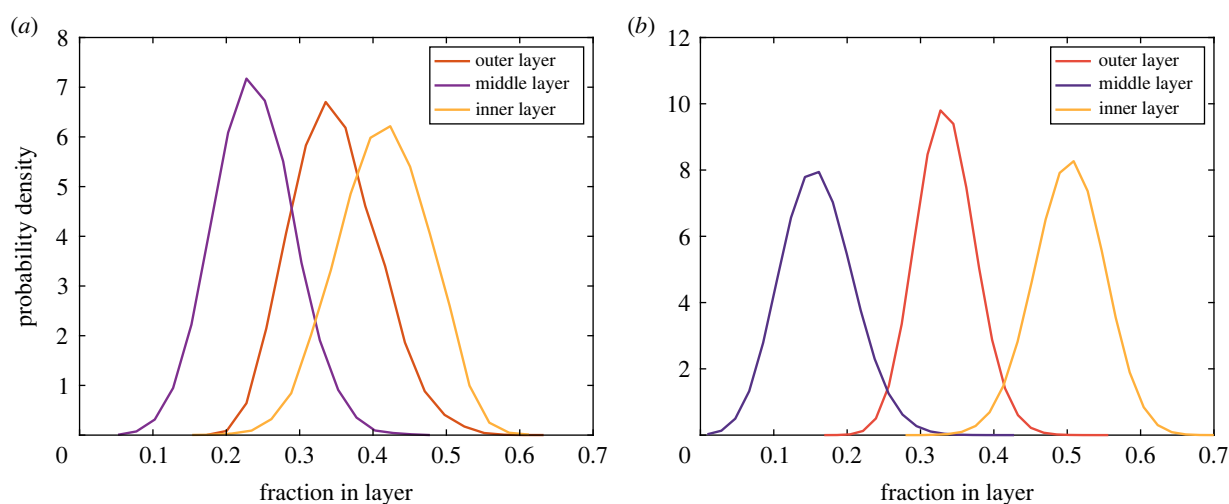 (a)
8
7
6
5
4
3
2
1
0
0.1 0.2 0.3 0.4 0.5 0.6 0.7
probability density
fraction in layer
outer layer
middle layer
inner layer
(b)
12
10
8
6
4
2
0
0.1 0.2 0.3 0.4 0.5 0.6 0.7
fraction in layer
outer layer
middle layer
inner layer